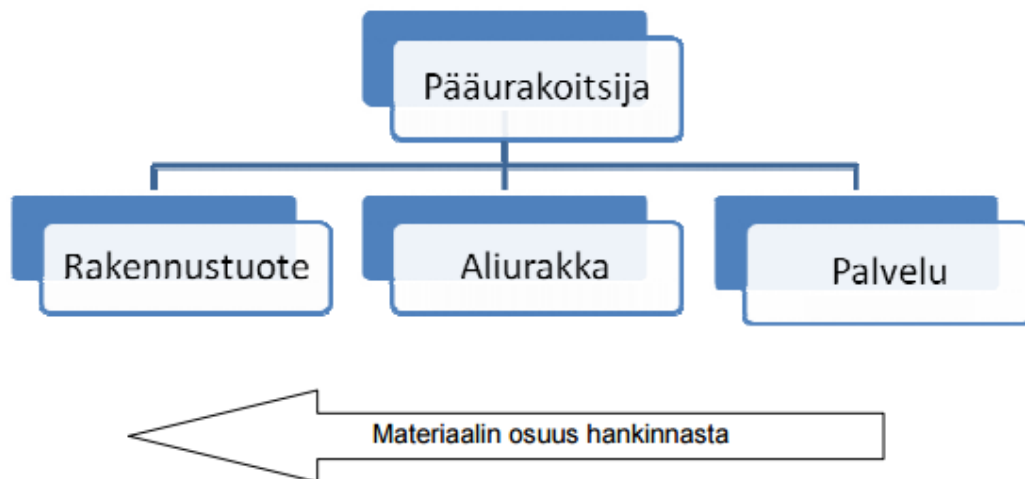 Pääurakoitsija
Rakennustuote
Aliurakka
Palvelu
Materiaalin osuus hankinnasta